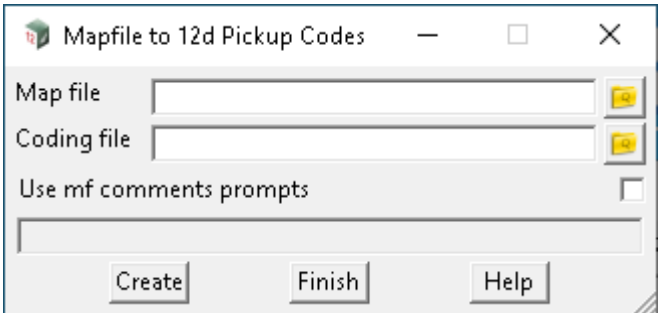 Mapfile to 12d Pickup Codes
Map file
Coding file
Use mf comments prompts
Create Finish Help